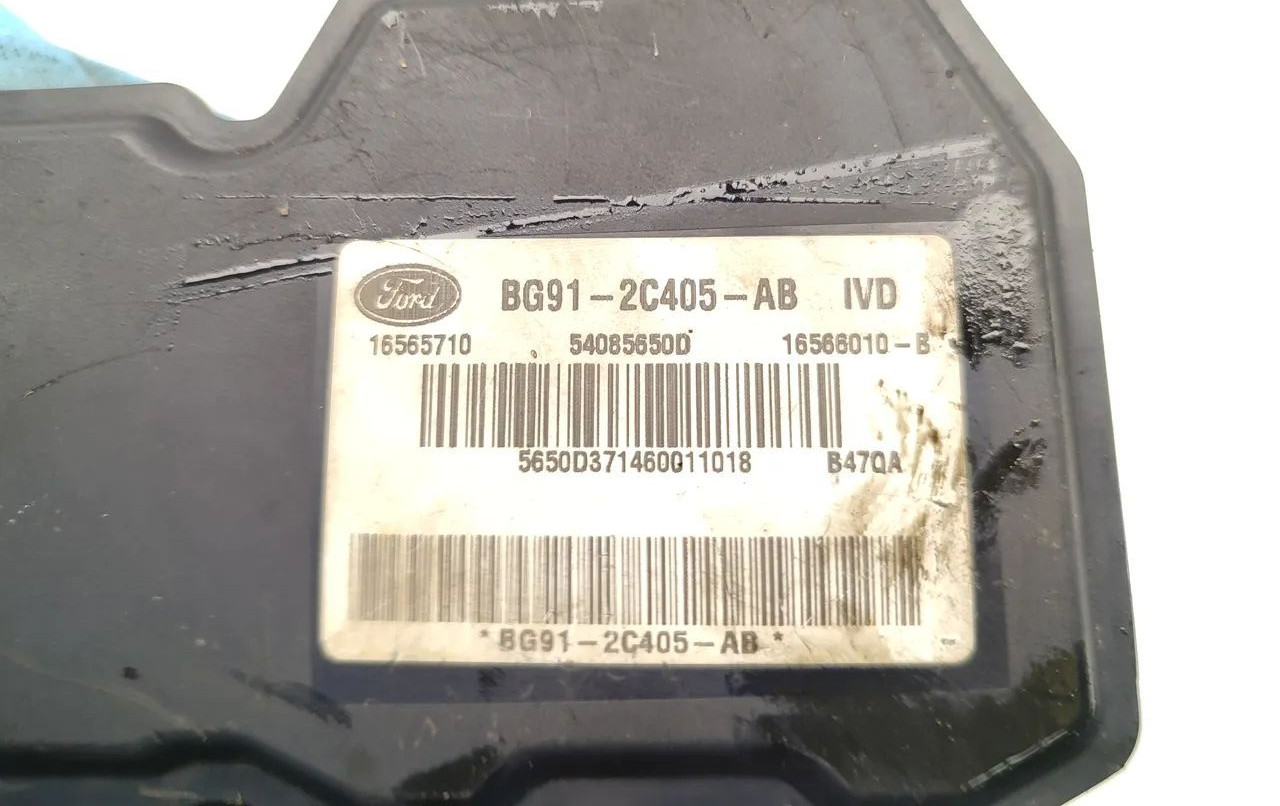 Ford BG91-2C405-AB IVD
16565710 54085650D 16566010-B
5650D371460011018 B47QA
*BG91-2C405-AB*